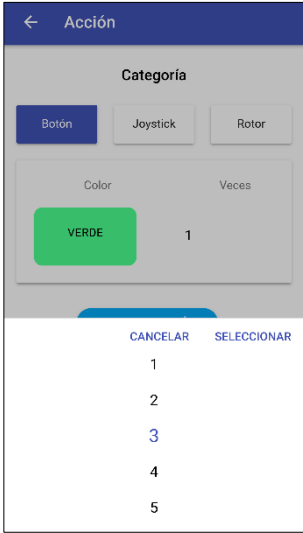 Acción
Categoría
Botón Joystick Rotor
Color Veces
VERDE 1
CANCELAR SELECCIONAR
1
2
3
4
5